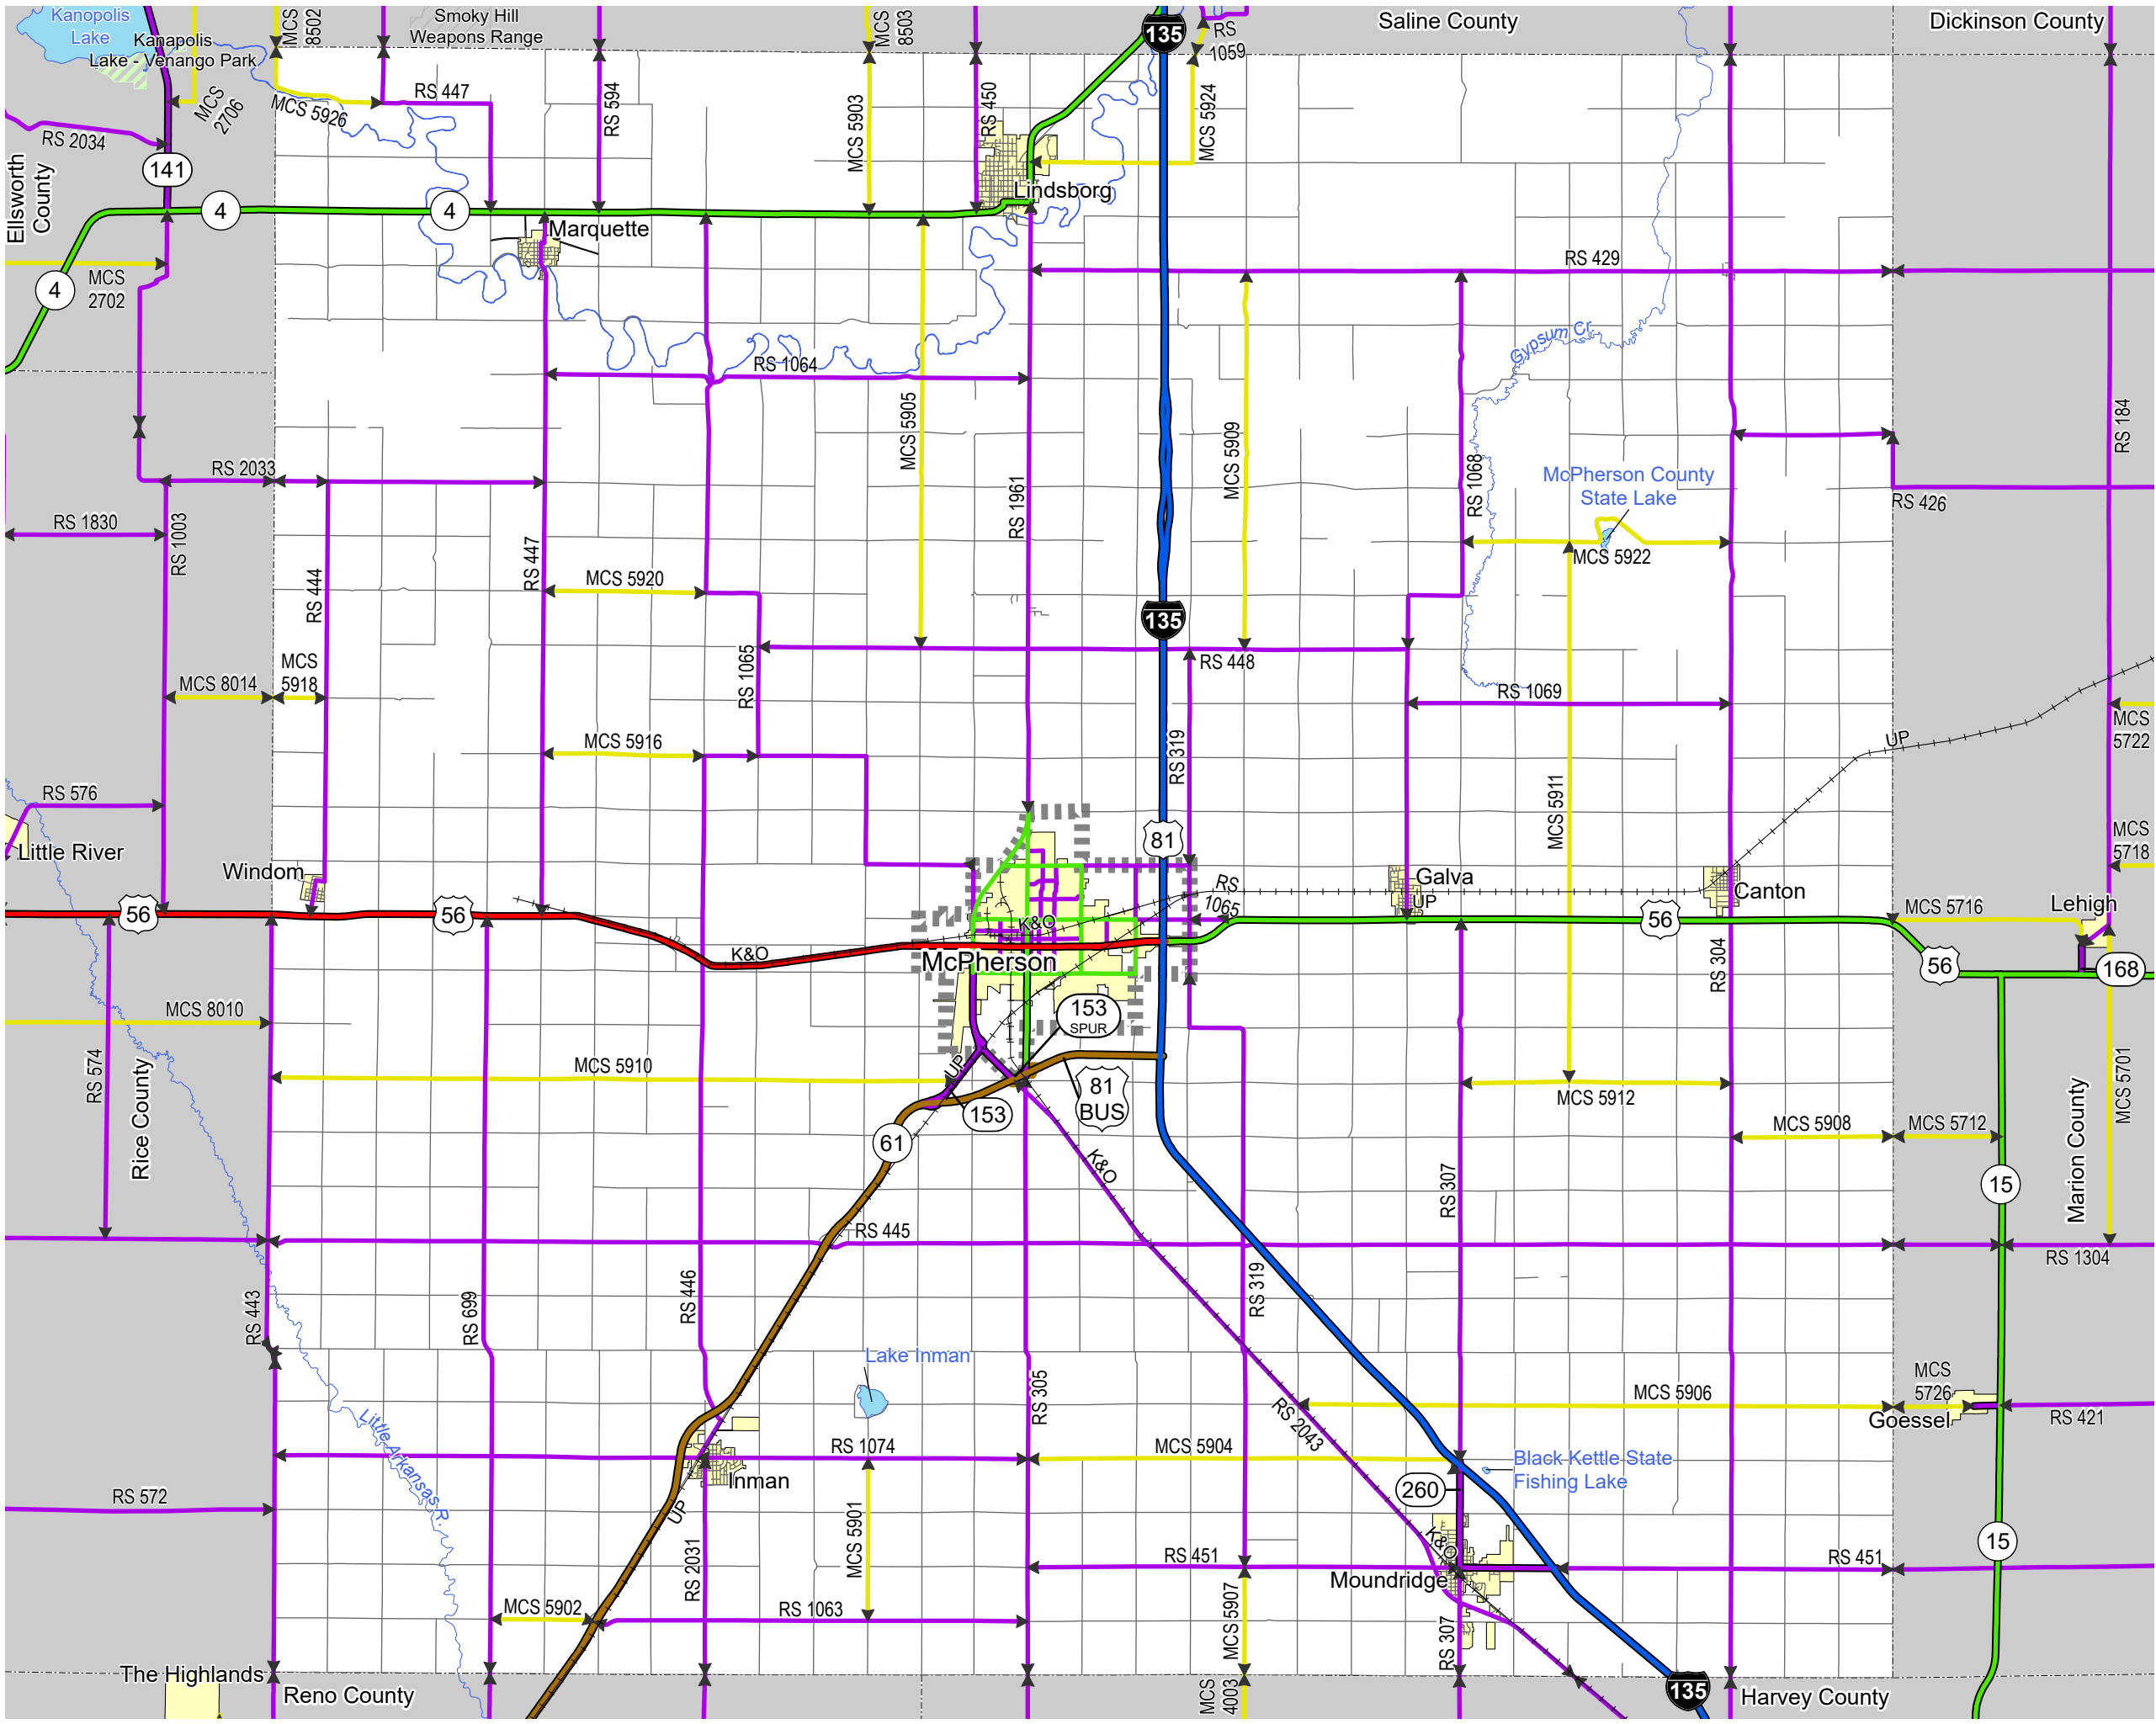 Kanopolis
Lake
Kanapolis
Lake - Venango Park
MCS
8502
Smoky Hill
Weapons Range
MCS
8503
135
RS
1059
Saline County
Dickinson County
MCS
2706
MCS 5926
RS 447
RS 594
MCS 5903
RS 450
MCS 5924
RS 2034
141
Ellsworth
County
4
4
4
Lindsborg
Marquette
MCS
2702
RS 429
Gypsum Cr.
RS 1064
MCS 5905
MCS 5909
RS 184
RS 2033
RS 1961
RS 1068
McPherson County
State Lake
RS 426
RS 1830
RS 1003
RS 447
RS 444
MCS 5920
MCS 5922
135
RS 1065
RS 448
MCS
5918
MCS 8014
RS 1069
MCS
5722
UP
MCS 5916
RS 319
RS 576
MCS 5911
81
MCS
5718
Little River
Windom
Galva
UP
Canton
RS
1065
56
56
K&O
56
MCS 5716
Lehigh
K&O
McPherson
RS 304
56
168
MCS 8010
153
SPUR
RS 574
Rice County
MCS 5910
UP
81
BUS
MCS 5912
Marion County
MCS 5701
153
61
MCS 5908
MCS 5712
K&O
RS 307
15
RS 445
RS 1304
RS 443
RS 699
RS 446
RS 319
Lake Inman
RS 305
RS 2043
MCS 5906
MCS
5726
Goessel
RS 421
Little Arkansas R.
RS 1074
MCS 5904
Black Kettle State
Fishing Lake
Inman
260
RS 572
UP
MCS 5901
K&O
15
RS 451
RS 451
RS 2031
Moundridge
MCS 5902
RS 1063
MCS 5907
RS 307
The Highlands
Reno County
MCS
4003
135
Harvey County